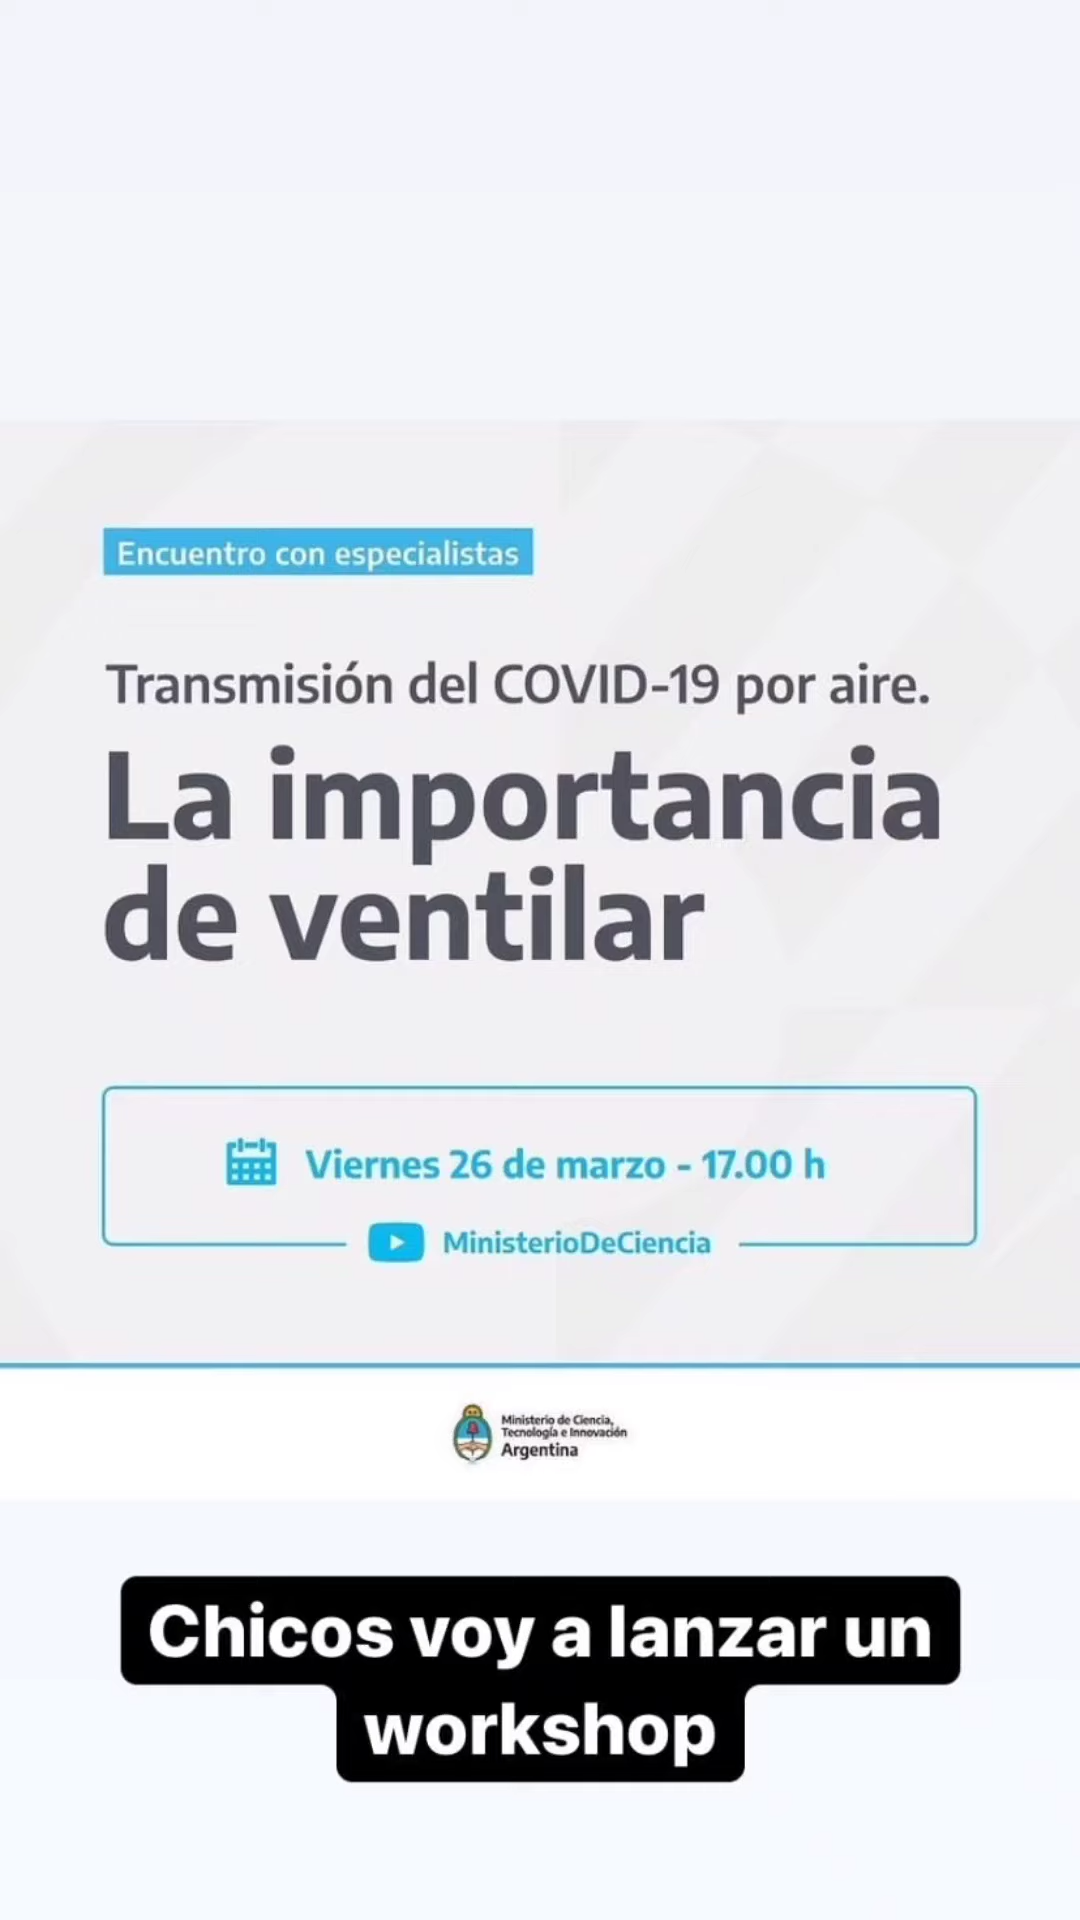 Encuentro con especialistas
Transmisión del COVID-19 por aire.
La importancia
de ventilar
Viernes 26 de marzo - 17.00 h
MinisterioDeCiencia
Ministerio de Ciencia,
Tecnología e Innovación
Argentina
Chicos voy a lanzar un
workshop